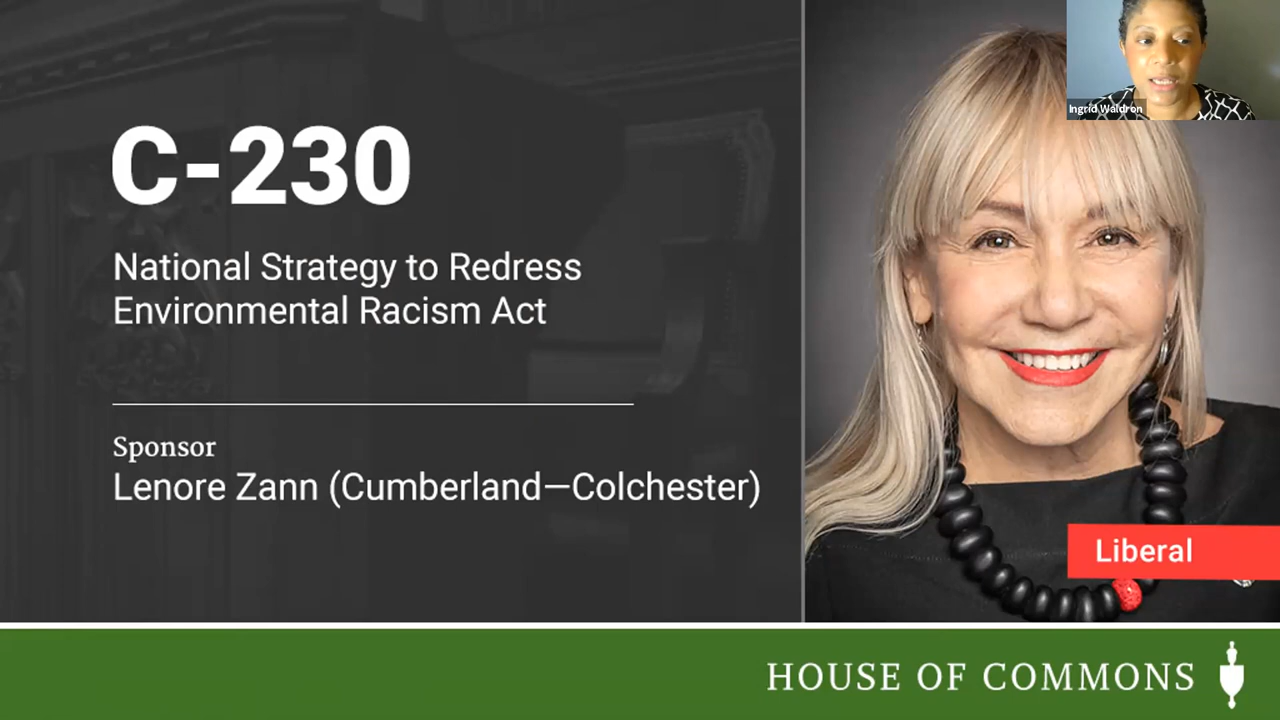 C-230
National Strategy to Redress
Environmental Racism Act
Sponsor
Lenore Zann (Cumberland—Colchester)
Ingrid Waldron
Liberal
HOUSE OF COMMONS